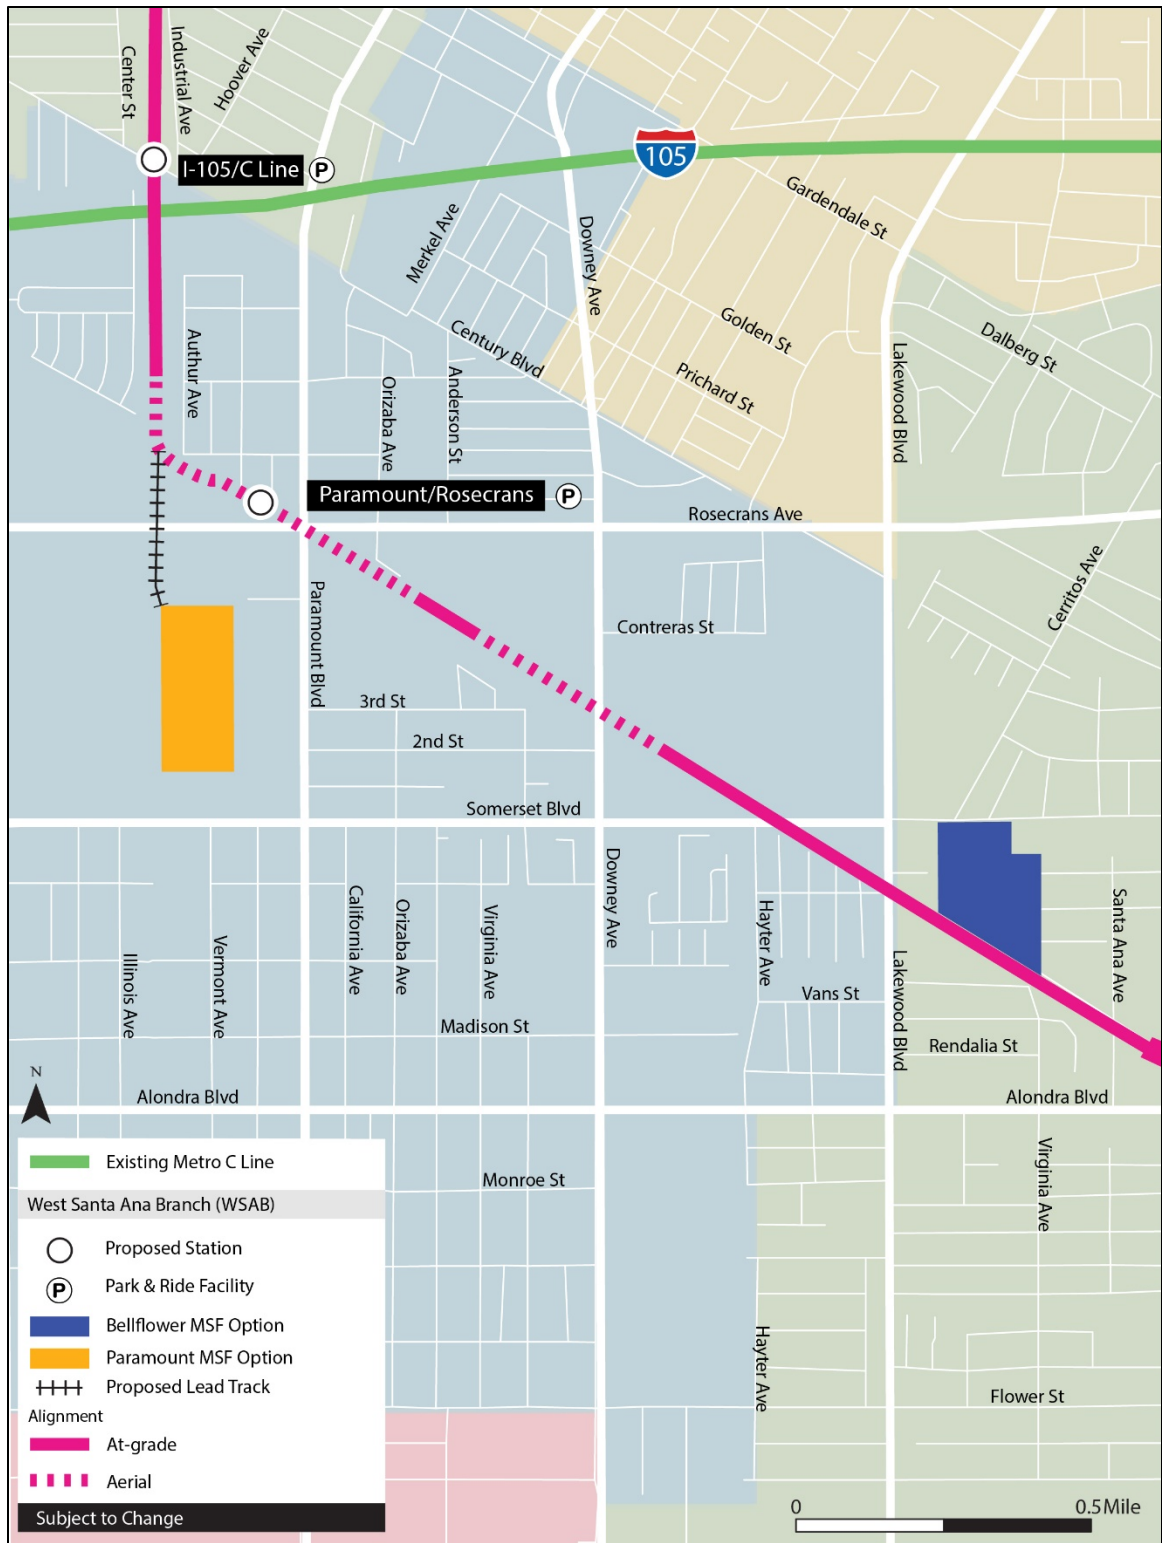 Center St
Industrial Ave
Hoover Ave
I-105/C Line
P
105
Gardendale St
Merkel Ave
Downey Ave
Golden St
Dalberg St
Century Blvd
Prichard St
Lakewood Blvd
Authur Ave
Orizaba Ave
Anderson St
Paramount/Rosecrans
P
Rosecrans Ave
Cerritos Ave
Paramount Blvd
Contreras St
3rd St
2nd St
Somerset Blvd
Downey Ave
California Ave
Orizaba Ave
Virginia Ave
Hayter Ave
Santa Ana Ave
Illinois Ave
Vermont Ave
Lakewood Blvd
Vans St
Madison St
Rendalia St
N
Alondra Blvd
Alondra Blvd
Existing Metro C Line
Monroe St
Virginia Ave
West Santa Ana Branch (WSAB)
Proposed Station
P
Park & Ride Facility
Bellflower MSF Option
Paramount MSF Option
Hayter Ave
Proposed Lead Track
Flower St
Alignment
At-grade
Aerial
Subject to Change
0
0.5Mile